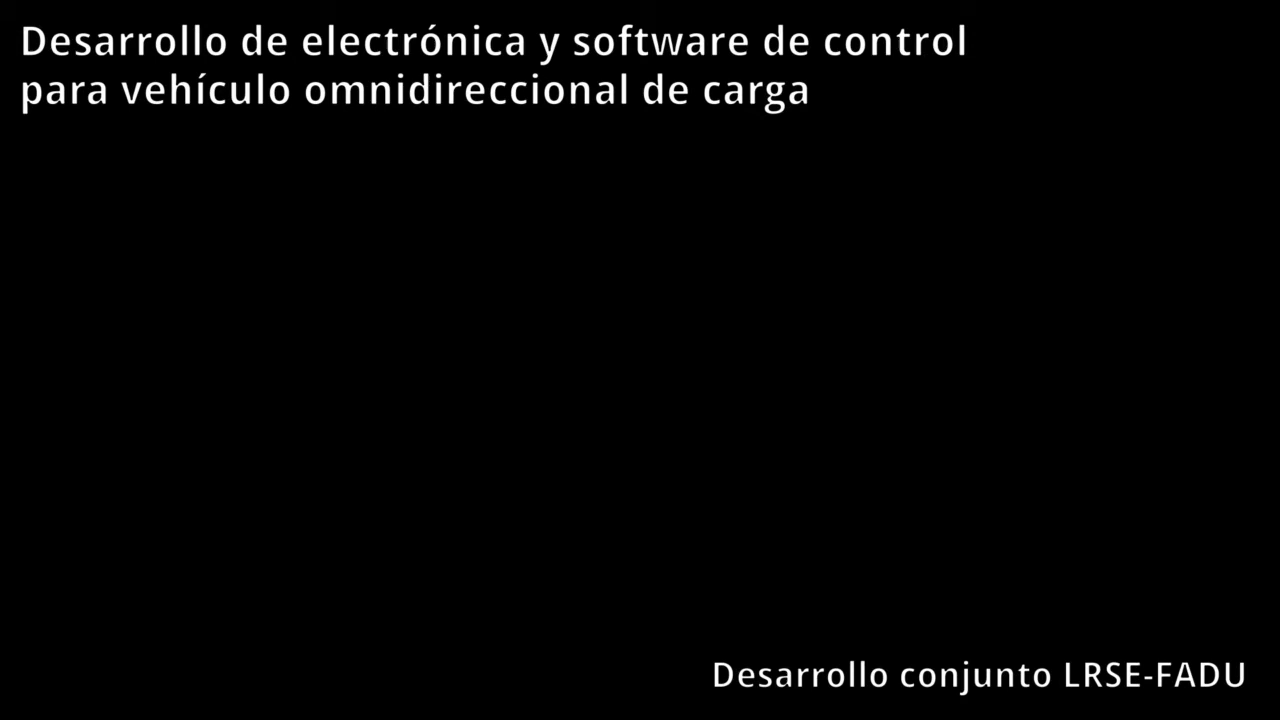 Desarrollo de electrónica y software de control
para vehículo omnidireccional de carga
Desarrollo conjunto LRSE-FADU